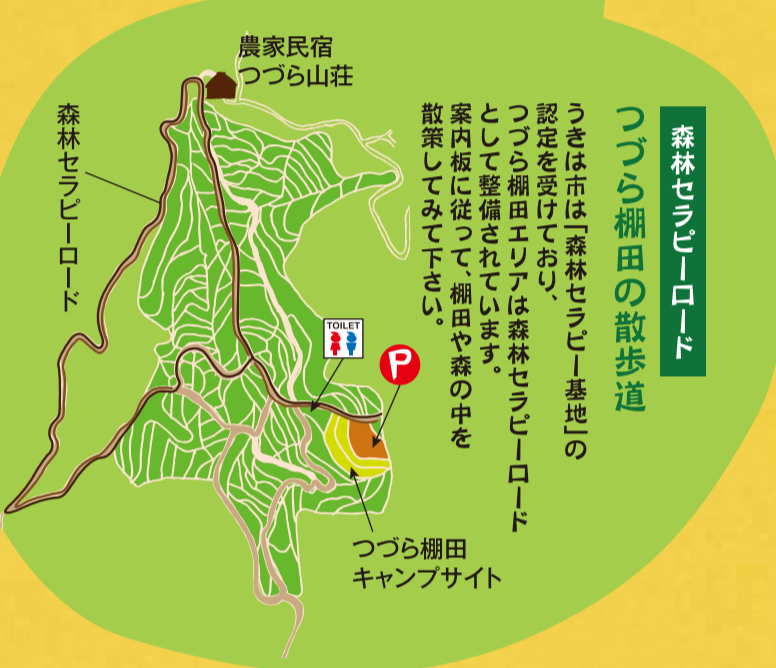 森林セラピーロード
つづら棚田の散歩道
うきは市は「森林セラピー基地」の
認定を受けており、
つづら棚田エリアは森林セラピーロード
として整備されています。
案内板に従って、棚田や森の中を
散策してみて下さい。
農家民宿
つづら山荘
森林セラピーロード
TOILET
P
つづら棚田
キャンプサイト